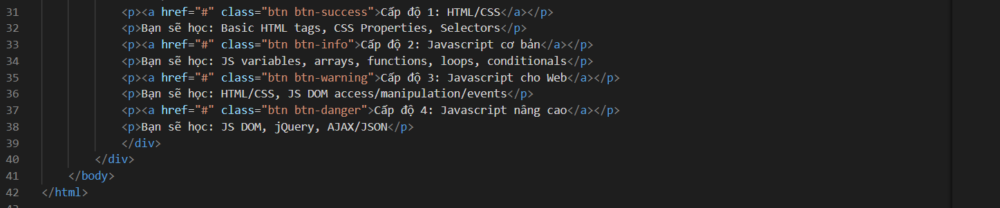 31 <p><a href="#" class="btn btn-success">Cấp độ 1: HTML/CSS</a></p>
32 <p>Bạn sẽ học: Basic HTML tags, CSS Properties, Selectors</p>
33 <p><a href="#" class="btn btn-info">Cấp độ 2: Javascript cơ bản</a></p>
34 <p>Bạn sẽ học: JS variables, arrays, functions, loops, conditionals</p>
35 <p><a href="#" class="btn btn-warning">Cấp độ 3: Javascript cho Web</a></p>
36 <p>Bạn sẽ học: HTML/CSS, JS DOM access/manipulation/events</p>
37 <p><a href="#" class="btn btn-danger">Cấp độ 4: Javascript nâng cao</a></p>
38 <p>Bạn sẽ học: JS DOM, jQuery, AJAX/JSON</p>
39 </div>
40 </div>
41 </body>
42 </html>